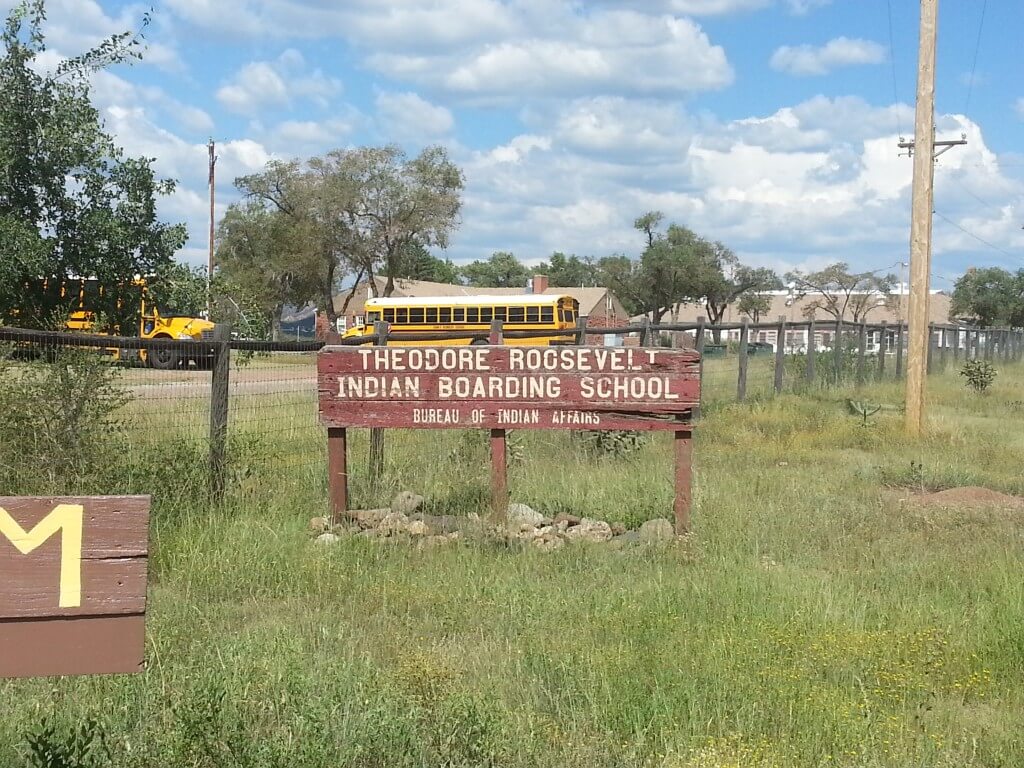 THEODORE ROOSEVELT
INDIAN BOARDING SCHOOL
BUREAU OF INDIAN AFFAIRS
M